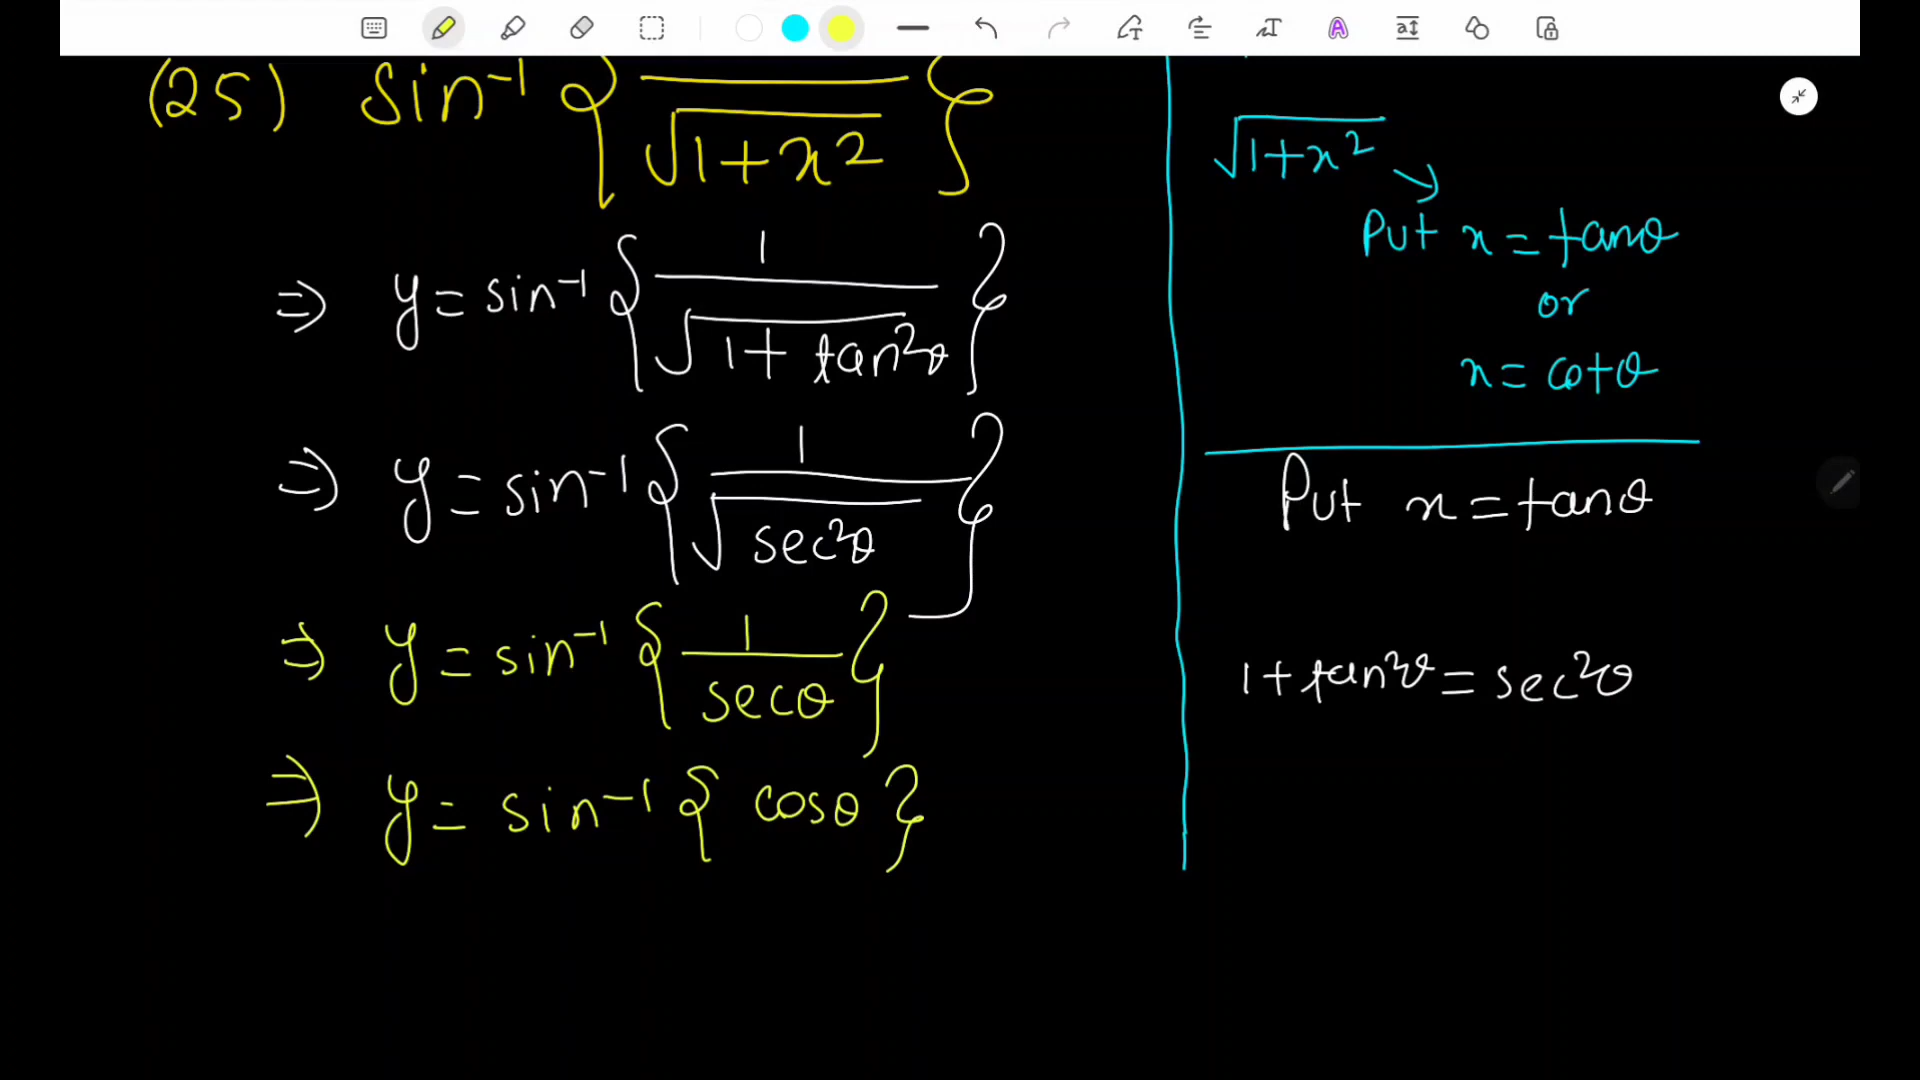 (25) sin⁻¹ { ─── / √1+x² }
⇒ y = sin⁻¹ { 1 / √1+tan²θ }
⇒ y = sin⁻¹ { 1 / √sec²θ }
⇒ y = sin⁻¹ { 1 / secθ }
⇒ y = sin⁻¹ { cosθ }
√1+x²
Put x = tanθ
or
x = cotθ
Put x = tanθ
1+tan²θ = sec²θ